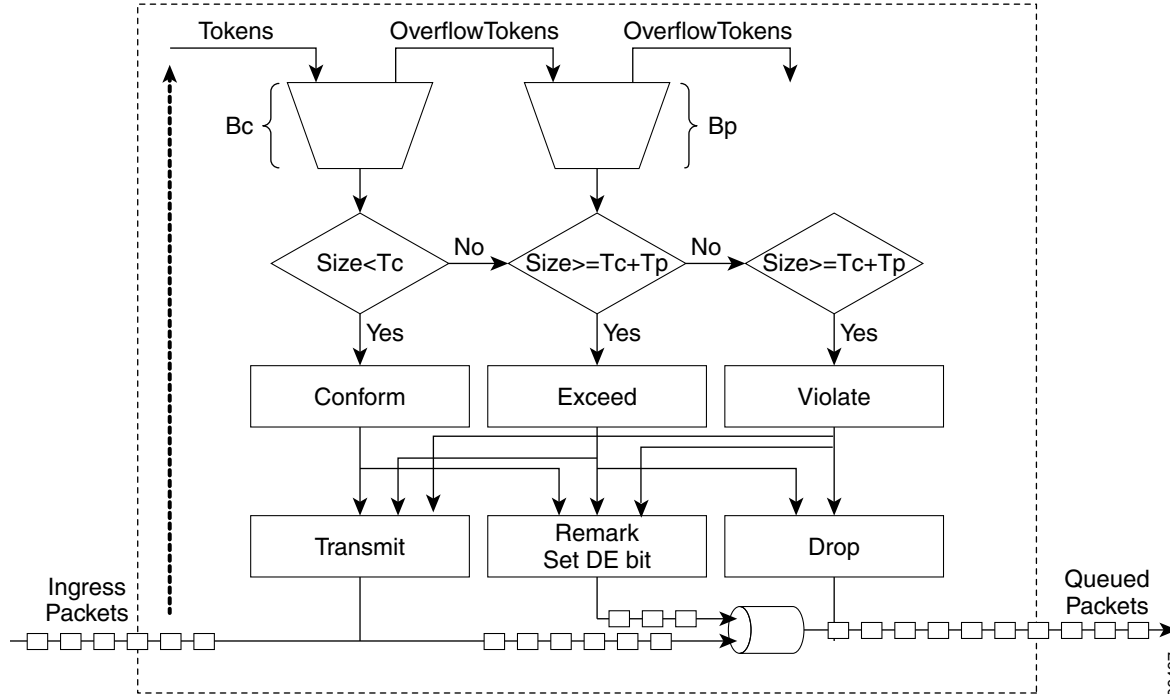 Tokens
OverflowTokens
OverflowTokens
Bc
Bp
Size<Tc
No
Size>=Tc+Tp
No
Size>=Tc+Tp
Yes
Yes
Yes
Conform
Exceed
Violate
Transmit
Remark
Set DE bit
Drop
Ingress
Packets
Queued
Packets